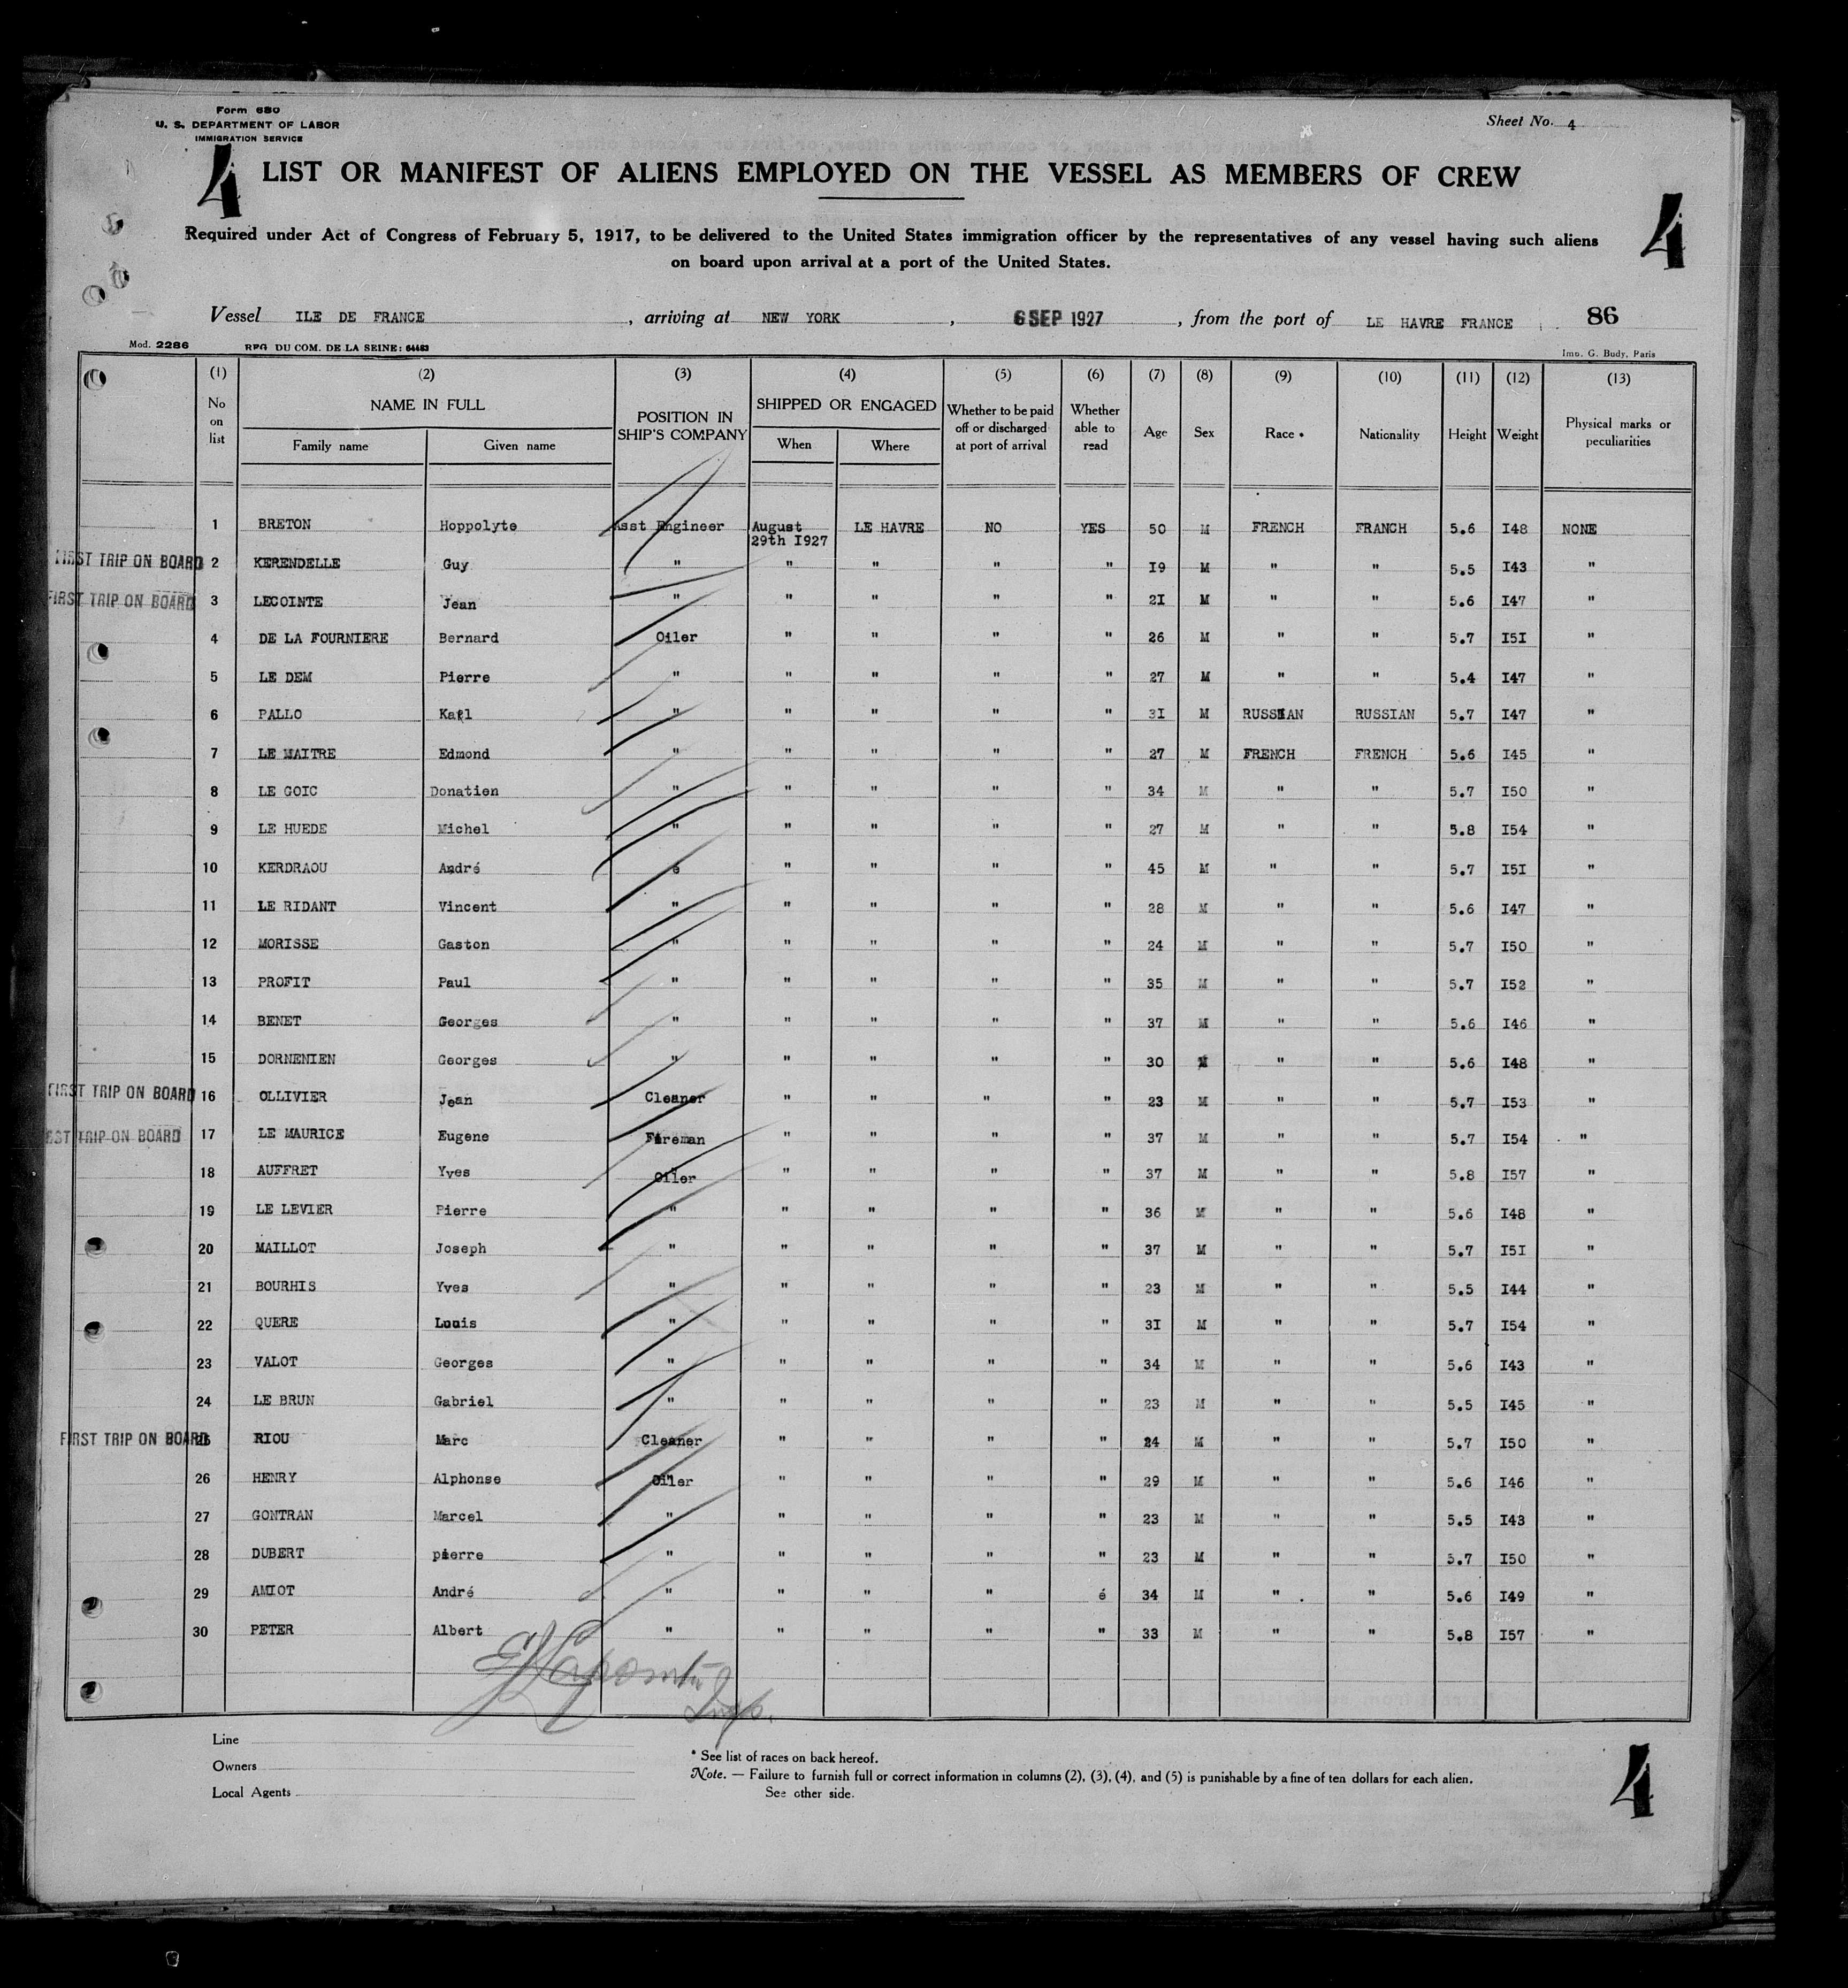 Form 680
U. S. DEPARTMENT OF LABOR
IMMIGRATION SERVICE
Sheet No. 4
4 LIST OR MANIFEST OF ALIENS EMPLOYED ON THE VESSEL AS MEMBERS OF CREW
4
Required under Act of Congress of February 5, 1917, to be delivered to the United States immigration officer by the representatives of any vessel having such aliens
on board upon arrival at a port of the United States.
Vessel ILE DE FRANCE, arriving at NEW YORK, 6 SEP 1927, from the port of LE HAVRE FRANCE 86
Mod. 2286 REG DU COM. DE LA SEINE: 64483 Imp. G. Budy, Paris
(1) (2) (3) (4) (5) (6) (7) (8) (9) (10) (11) (12) (13)
No on list NAME IN FULL POSITION IN SHIP'S COMPANY SHIPPED OR ENGAGED Whether to be paid off or discharged at port of arrival Whether able to read Age Sex Race * Nationality Height Weight Physical marks or peculiarities
Family name Given name When Where
1 BRETON Hoppolyte Asst Engineer August 29th I927 LE HAVRE NO YES 50 M FRENCH FRANCH 5.6 I48 NONE
FIRST TRIP ON BOARD 2 KERENDELLE Guy " " " " " I9 M " " 5.5 I43 "
FIRST TRIP ON BOARD 3 LECOINTE Jean " " " " " 2I M " " 5.6 I47 "
4 DE LA FOURNIERE Bernard Oiler " " " " 26 M " " 5.7 I5I "
5 LE DEM Pierre " " " " " 27 M " " 5.4 I47 "
6 PALLO Karl " " " " " 3I M RUSSIAN RUSSIAN 5.7 I47 "
7 LE MAITRE Edmond " " " " " 27 M FRENCH FRENCH 5.6 I45 "
8 LE GOIC Donatien " " " " " 34 M " " 5.7 I50 "
9 LE HUEDE Michel " " " " " 27 M " " 5.8 I54 "
10 KERDRAOU André é " " " " 45 M " " 5.7 I5I "
11 LE RIDANT Vincent " " " " " 28 M " " 5.6 I47 "
12 MORISSE Gaston " " " " " 24 M " " 5.7 I50 "
13 PROFIT Paul " " " " " 35 M " " 5.7 I52 "
14 BENET Georges " " " " " 37 M " " 5.6 I46 "
15 DORNENIEN Georges " " " " " 30 M " " 5.6 I48 "
FIRST TRIP ON BOARD 16 OLLIVIER Jean Cleaner " " " " 23 M " " 5.7 I53 "
RST TRIP ON BOARD 17 LE MAURICE Eugene Fireman " " " " 37 M " " 5.7 I54 "
18 AUFFRET Yves Oiler " " " " 37 M " " 5.8 I57 "
19 LE LEVIER Pierre " " " " " 36 M " " 5.6 I48 "
20 MAILLOT Joseph " " " " " 37 M " " 5.7 I5I "
21 BOURHIS Yves " " " " " 23 M " " 5.5 I44 "
22 QUERE Louis " " " " " 3I M " " 5.7 I54 "
23 VALOT Georges " " " " " 34 M " " 5.6 I43 "
24 LE BRUN Gabriel " " " " " 23 M " " 5.5 I45 "
FIRST TRIP ON BOARD 25 RIOU Marc Cleaner " " " " 24 M " " 5.7 I50 "
26 HENRY Alphonse Oiler " " " " 29 M " " 5.6 I46 "
27 GONTRAN Marcel " " " " " 23 M " " 5.5 I43 "
28 DUBERT pierre " " " " " 23 M " " 5.7 I50 "
29 AMIOT André " " " " é 34 M " " 5.6 I49 "
30 PETER Albert " " " " " 33 M " " 5.8 I57 "
Insp.
Line
Owners
Local Agents
* See list of races on back hereof.
Note. — Failure to furnish full or correct information in columns (2), (3), (4), and (5) is punishable by a fine of ten dollars for each alien.
See other side.
4